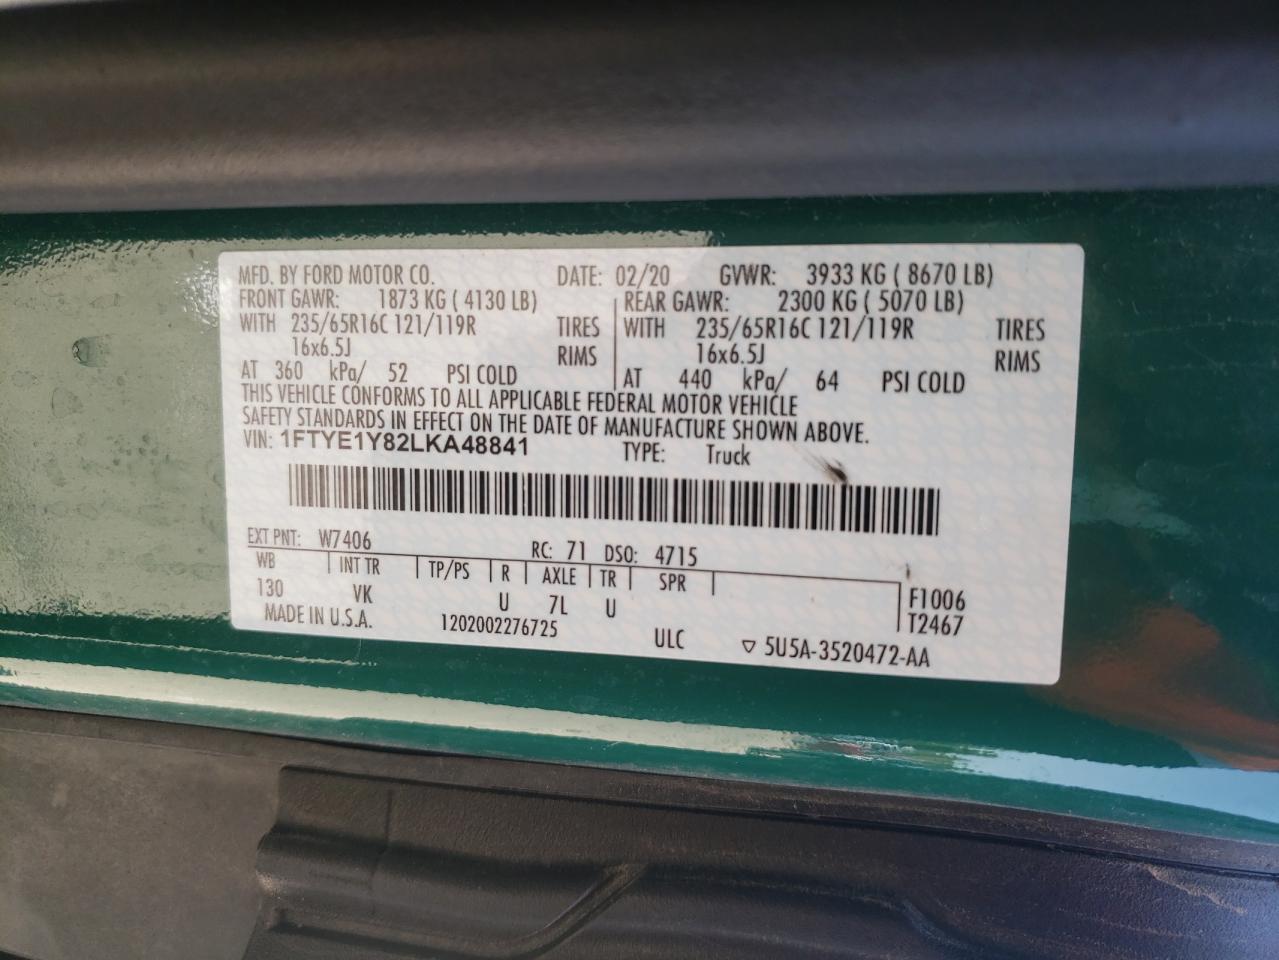 MFD. BY FORD MOTOR CO. DATE: 02/20 GVWR: 3933 KG ( 8670 LB)
FRONT GAWR: 1873 KG ( 4130 LB) REAR GAWR: 2300 KG ( 5070 LB)
WITH 235/65R16C 121/119R TIRES WITH 235/65R16C 121/119R TIRES
16x6.5J RIMS 16x6.5J RIMS
AT 360 kPa/ 52 PSI COLD AT 440 kPa/ 64 PSI COLD
THIS VEHICLE CONFORMS TO ALL APPLICABLE FEDERAL MOTOR VEHICLE
SAFETY STANDARDS IN EFFECT ON THE DATE OF MANUFACTURE SHOWN ABOVE.
VIN: 1FTYE1Y82LKA48841 TYPE: Truck
EXT PNT: W7406 RC: 71 DSO: 4715
WB INT TR TP/PS R AXLE TR SPR
130 VK U 7L U F1006
T2467
MADE IN U.S.A. 1202002276725 ULC ▽ 5U5A-3520472-AA